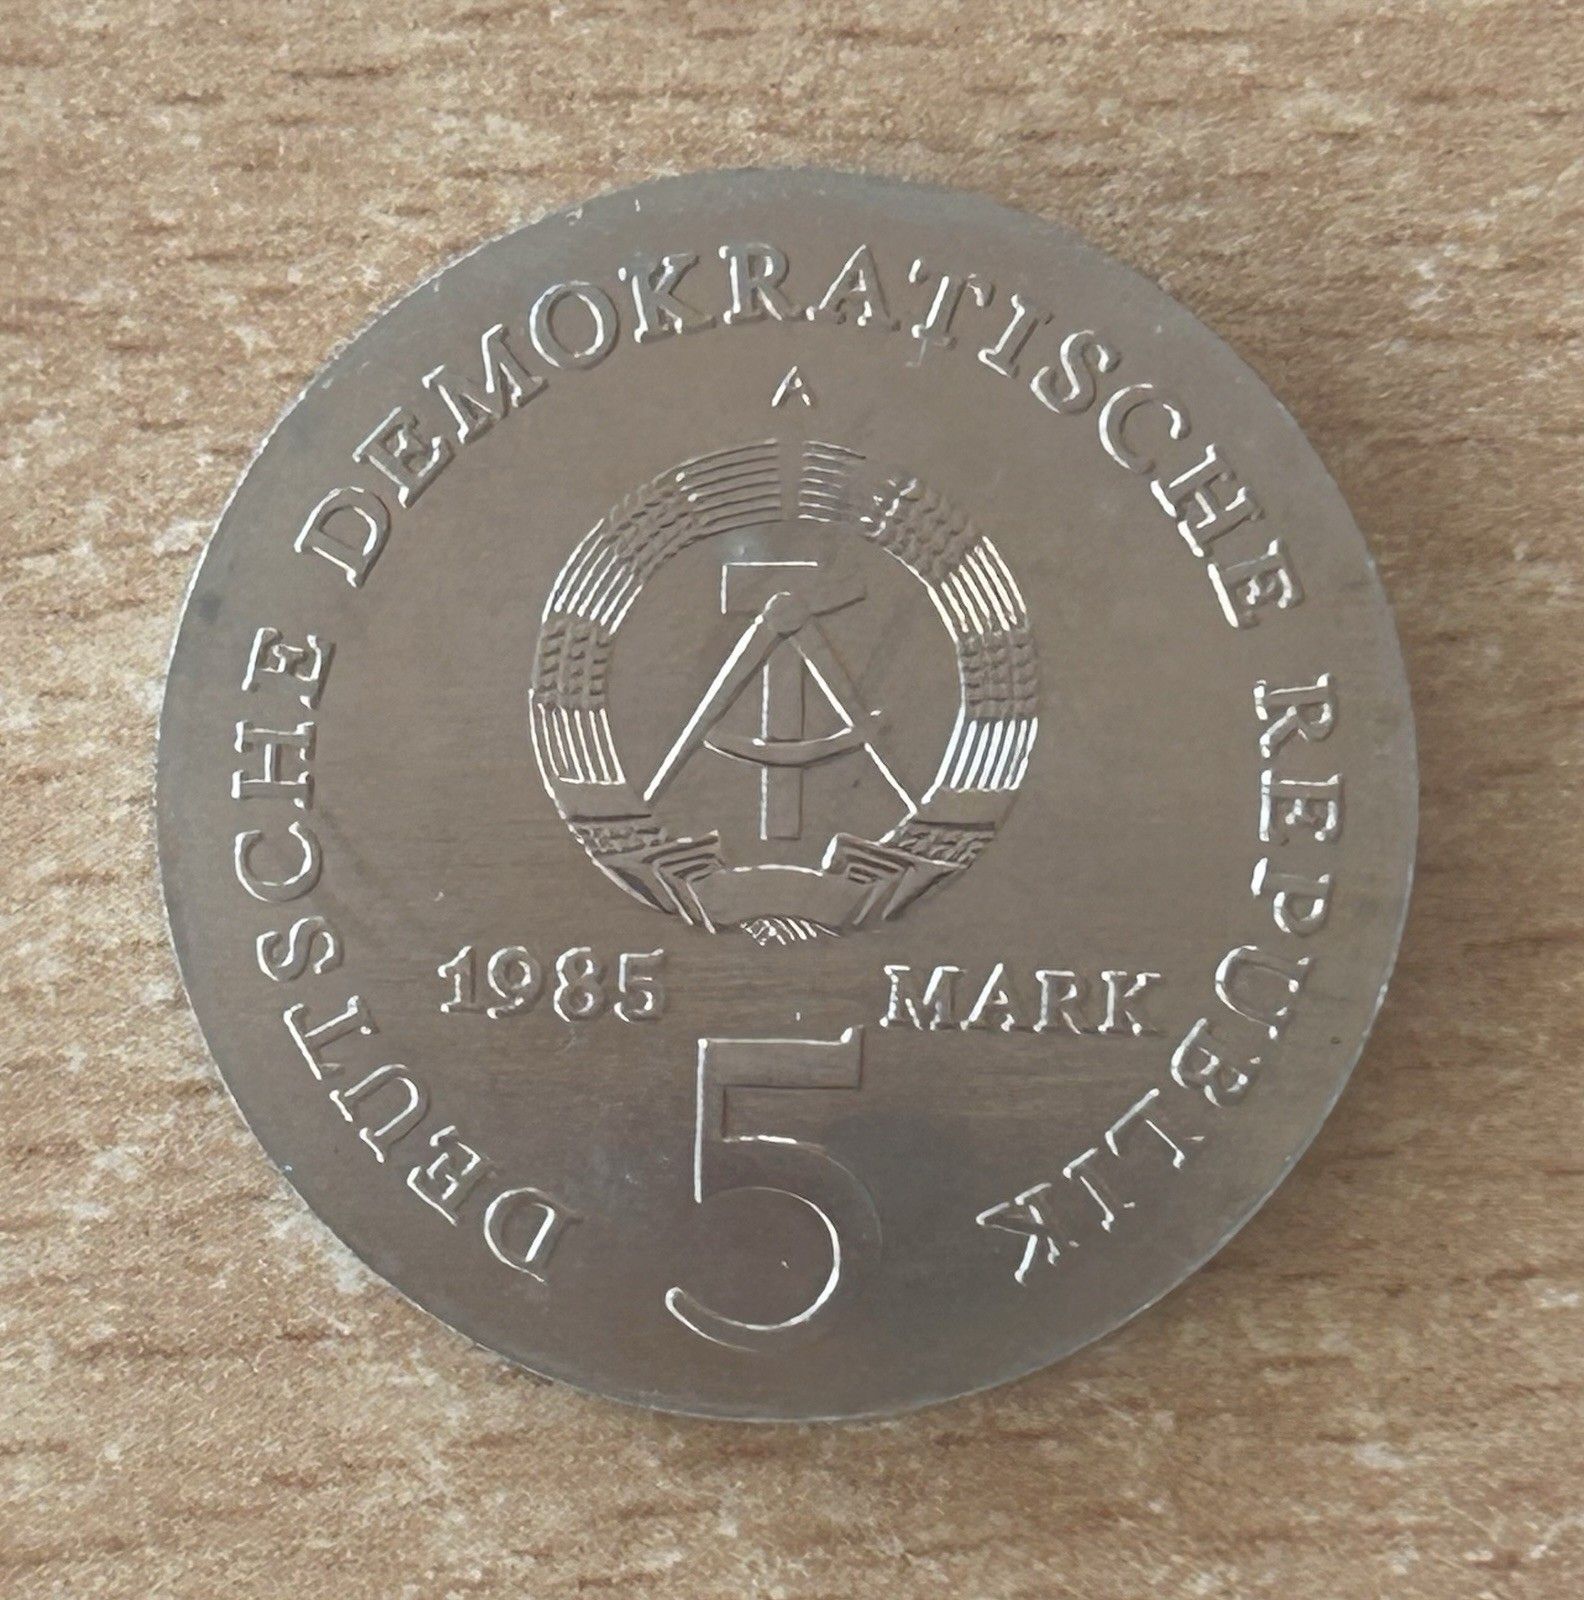 DEUTSCHE DEMOKRATISCHE REPUBLIK
A
1985 MARK
5